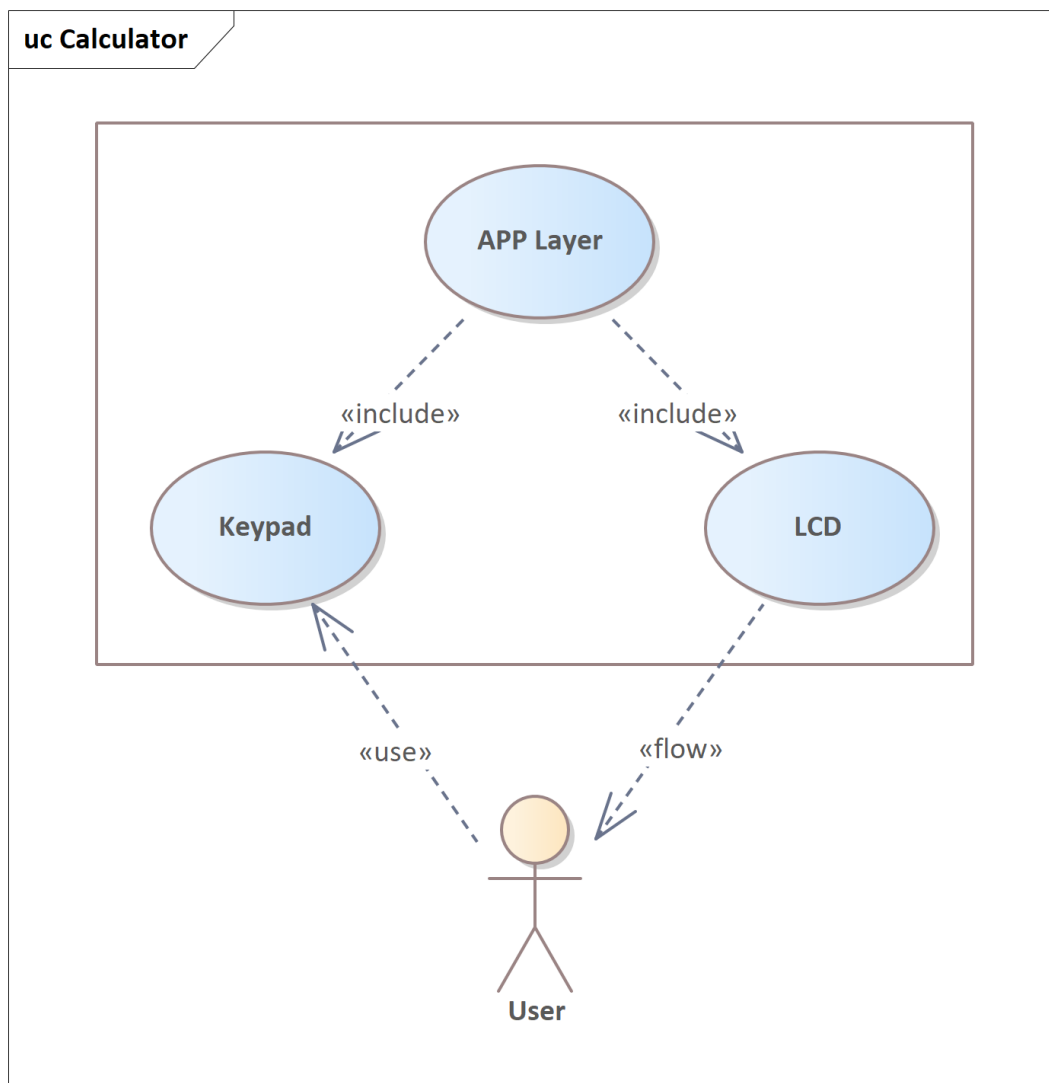 uc Calculator
APP Layer
«include»
«include»
Keypad
LCD
«use»
«flow»
User